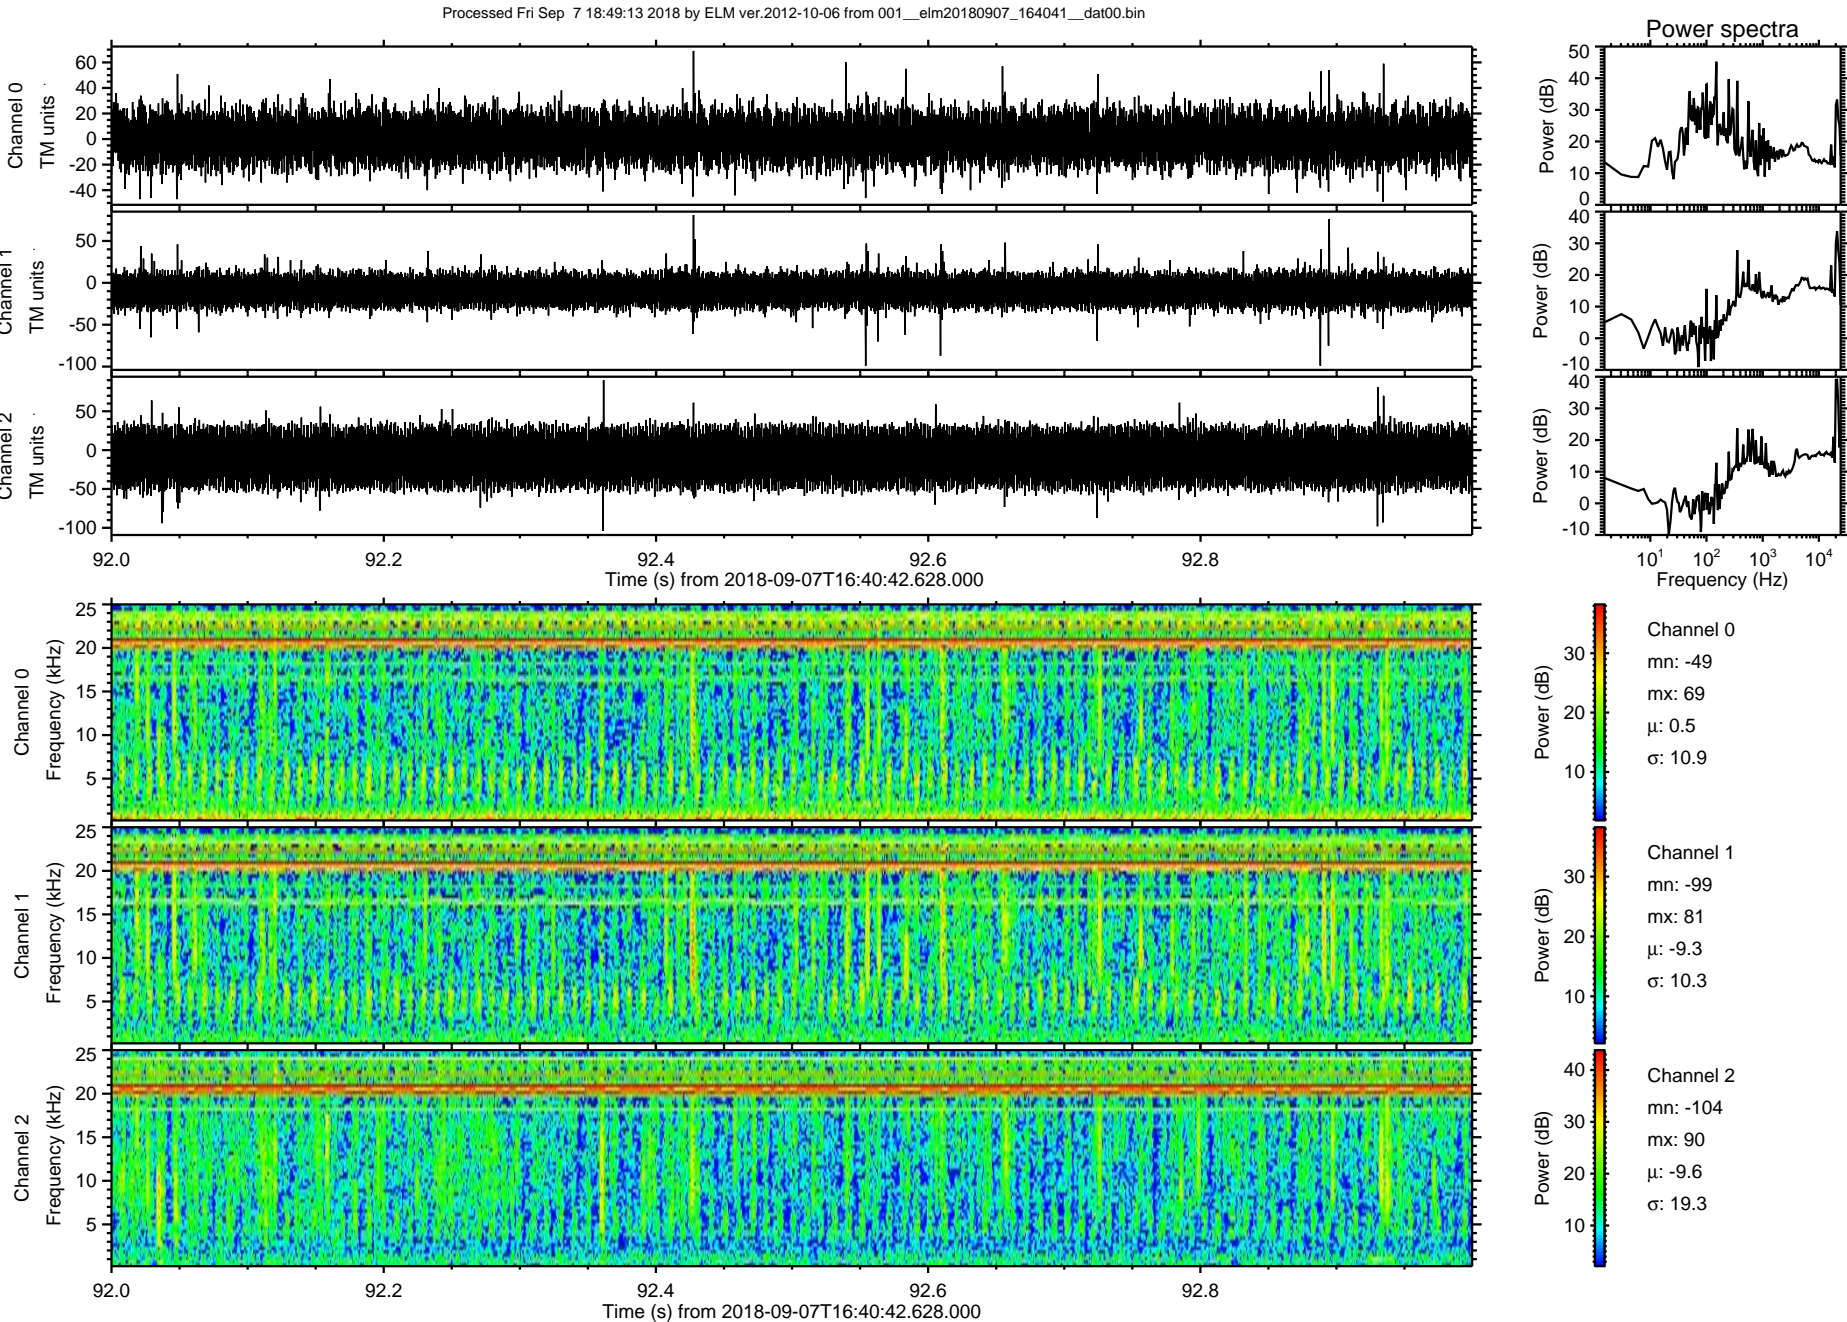 Processed Fri Sep  7 18:49:13 2018 by ELM ver.2012-10-06 from 001__elm20180907_164041__dat00.bin
Power spectra
Channel 0
TM units
60
40
20
0
-20
-40
Power (dB)
50
40
30
20
10
0
Channel 1
TM units
50
0
-50
-100
Power (dB)
40
30
20
10
0
-10
Channel 2
TM units
50
0
-50
-100
Power (dB)
40
30
20
10
0
-10
92.0 92.2 92.4 92.6 92.8
Time (s) from 2018-09-07T16:40:42.628.000
10^1 10^2 10^3 10^4
Frequency (Hz)
Channel 0
Frequency (kHz)
25
20
15
10
5
Power (dB)
30
20
10
Channel 0
mn: -49
mx: 69
μ: 0.5
σ: 10.9
Channel 1
Frequency (kHz)
25
20
15
10
5
Power (dB)
30
20
10
Channel 1
mn: -99
mx: 81
μ: -9.3
σ: 10.3
Channel 2
Frequency (kHz)
25
20
15
10
5
Power (dB)
40
30
20
10
Channel 2
mn: -104
mx: 90
μ: -9.6
σ: 19.3
92.0 92.2 92.4 92.6 92.8
Time (s) from 2018-09-07T16:40:42.628.000